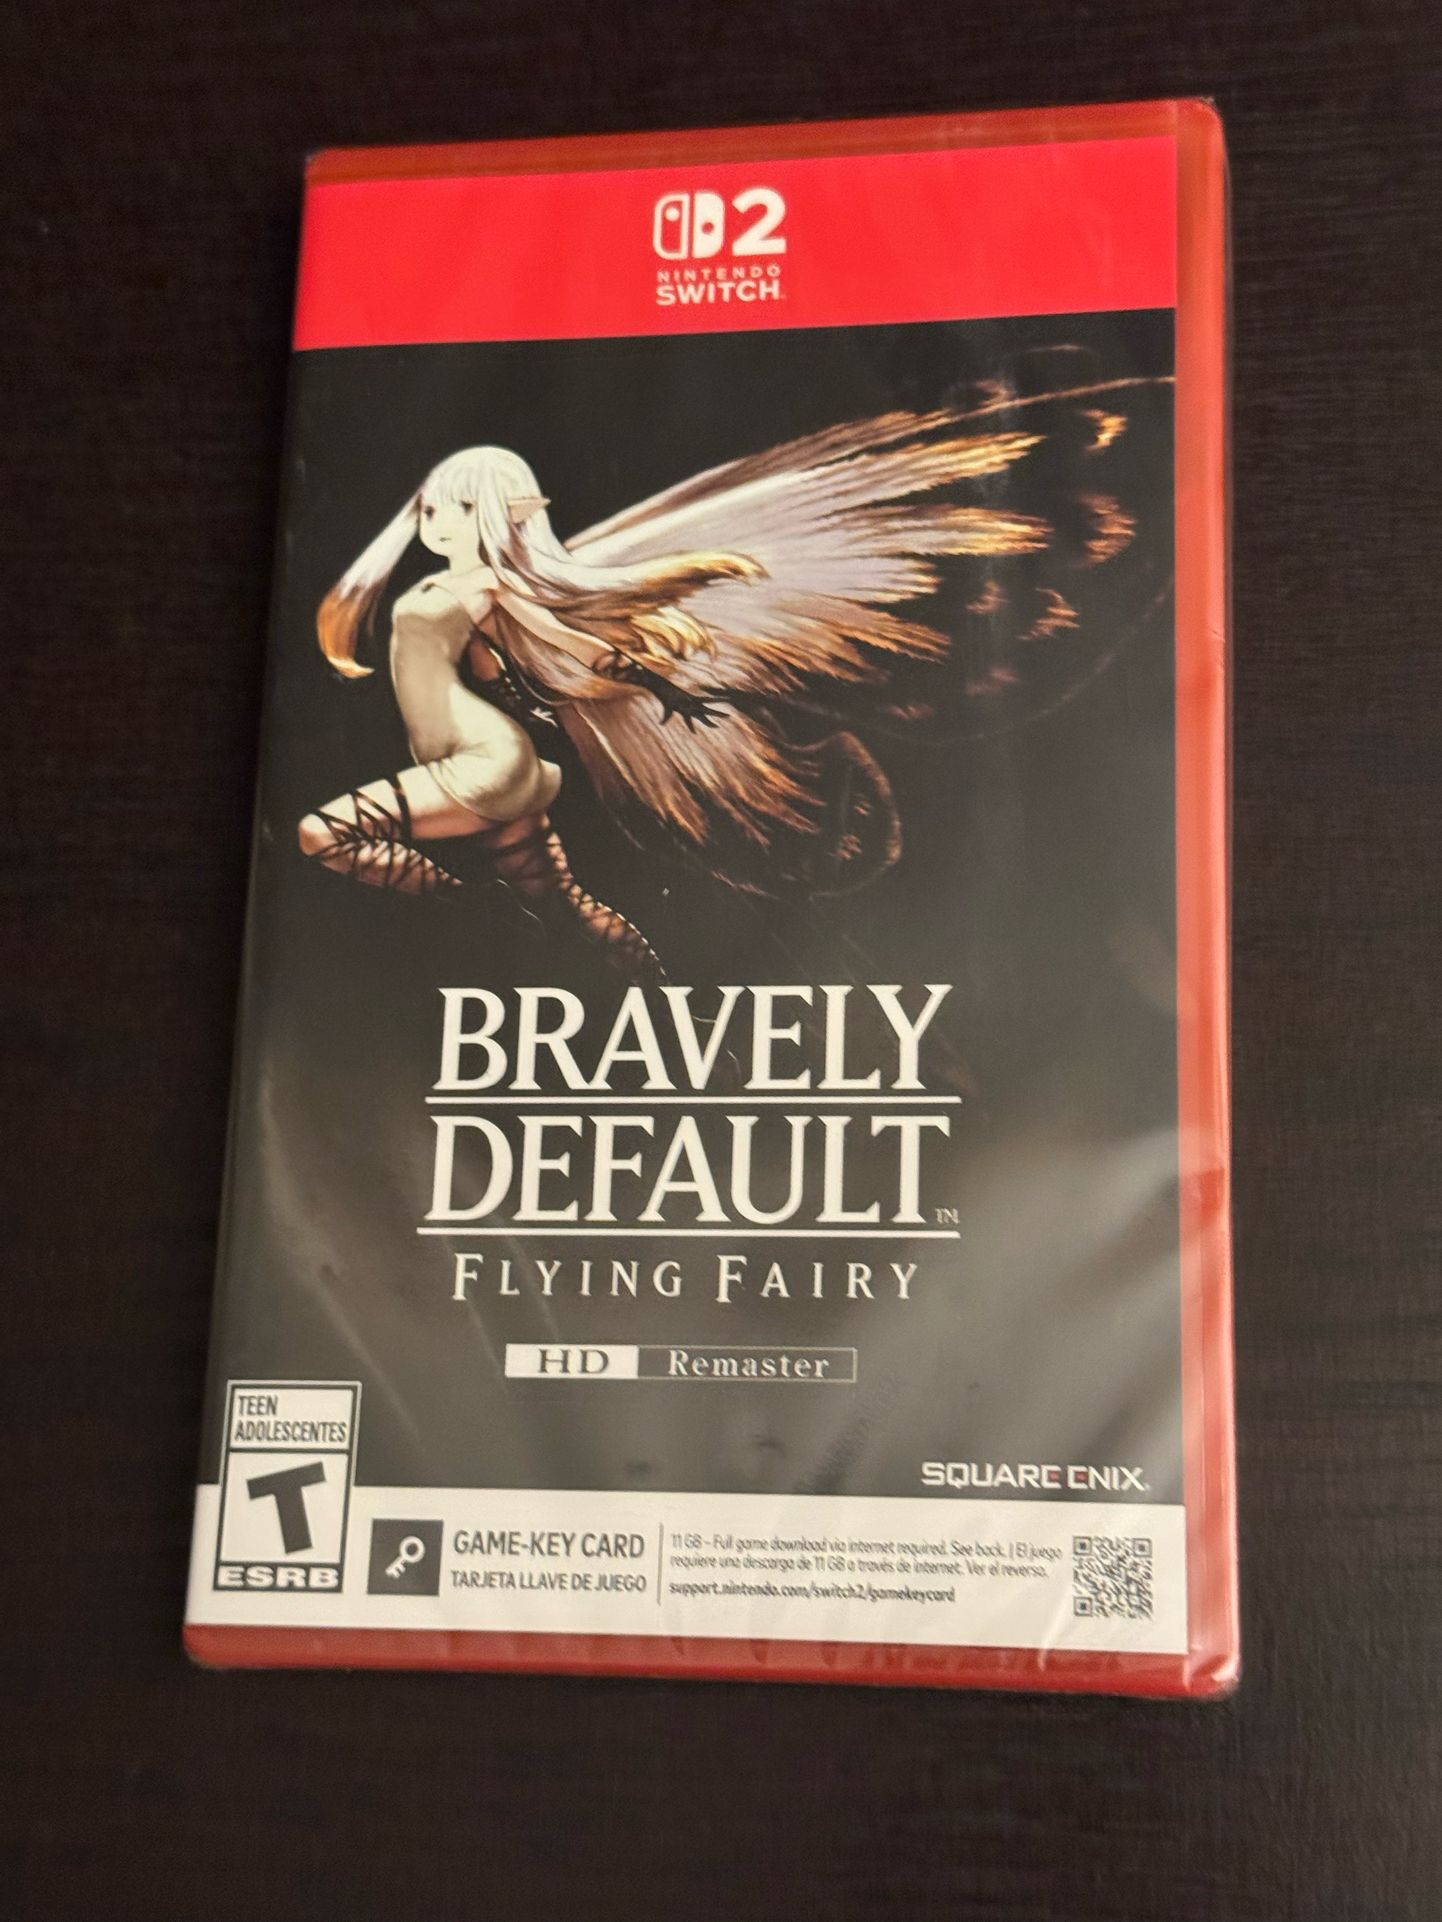 2
NINTENDO
SWITCH
BRAVELY
DEFAULT™
FLYING FAIRY
HD Remaster
TEEN
ADOLESCENTES
T
ESRB
SQUARE ENIX.
GAME-KEY CARD
TARJETA LLAVE DE JUEGO
11 GB - Full game download via internet required. See back. | El juego
requiere una descarga de 11 GB a través de internet. Ver el reverso.
support.nintendo.com/switch2/gamekeycard